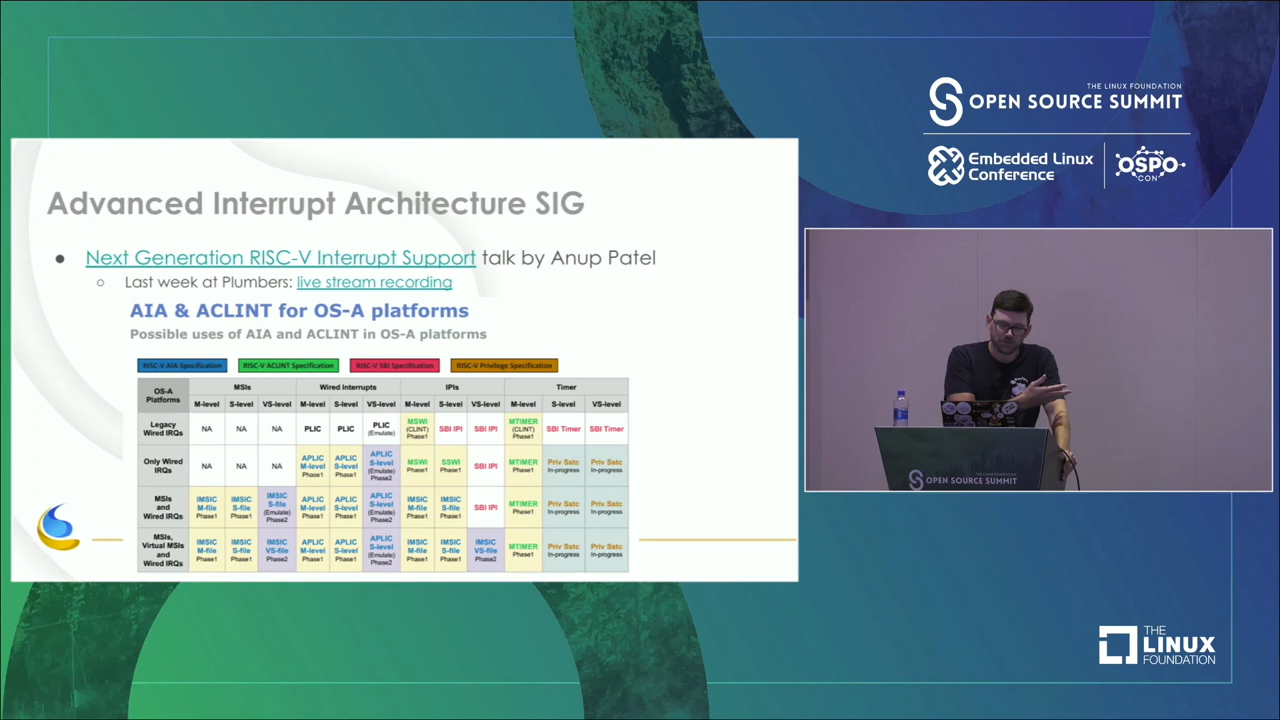 THE LINUX FOUNDATION
OPEN SOURCE SUMMIT
Embedded Linux
Conference
OSPO
CON
Advanced Interrupt Architecture SIG
● Next Generation RISC-V Interrupt Support talk by Anup Patel
○ Last week at Plumbers: live stream recording
AIA & ACLINT for OS-A platforms
Possible uses of AIA and ACLINT in OS-A platforms
RISC-V AIA Specification RISC-V ACLINT Specification RISC-V SBI Specification RISC-V Privilege Specification
OS-A Platforms MSIs Wired Interrupts IPIs Timer
M-level S-level VS-level M-level S-level VS-level M-level S-level VS-level M-level S-level VS-level
Legacy Wired IRQs NA NA NA PLIC PLIC PLIC (Emulate) MSWI (CLINT) Phase1 SBI IPI SBI IPI MTIMER (CLINT) Phase1 SBI Timer SBI Timer
Only Wired IRQs NA NA NA APLIC M-level Phase1 APLIC S-level Phase1 APLIC S-level (Emulate) Phase2 MSWI Phase1 SSWI Phase1 SBI IPI MTIMER Phase1 Priv Sstc In-progress Priv Sstc In-progress
MSIs and Wired IRQs IMSIC M-file Phase1 IMSIC S-file Phase1 IMSIC S-file (Emulate) Phase2 APLIC M-level Phase1 APLIC S-level Phase1 APLIC S-level (Emulate) Phase2 IMSIC M-file Phase1 IMSIC S-file Phase1 SBI IPI MTIMER Phase1 Priv Sstc In-progress Priv Sstc In-progress
MSIs, Virtual MSIs and Wired IRQs IMSIC M-file Phase1 IMSIC S-file Phase1 IMSIC VS-file Phase2 APLIC M-level Phase1 APLIC S-level Phase1 APLIC S-level (Emulate) Phase2 IMSIC M-file Phase1 IMSIC S-file Phase1 IMSIC VS-file Phase2 MTIMER Phase1 Priv Sstc In-progress Priv Sstc In-progress
OPEN SOURCE SUMMIT
THE
LINUX
FOUNDATION